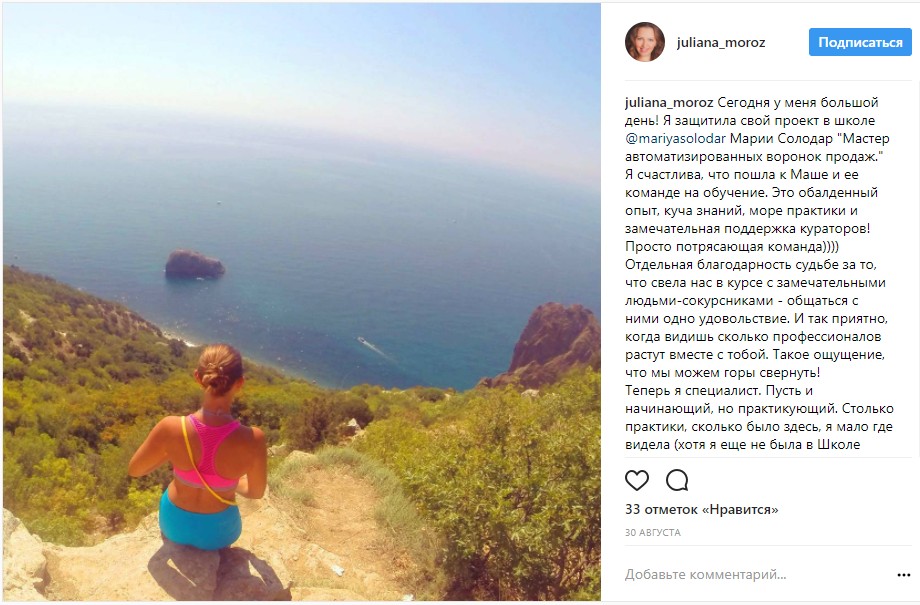 juliana_moroz
Подписаться
juliana_moroz Сегодня у меня большой
день! Я защитила свой проект в школе
@mariyasolodar Марии Солодар "Мастер
автоматизированных воронок продаж."
Я счастлива, что пошла к Маше и ее
команде на обучение. Это обалденный
опыт, куча знаний, море практики и
замечательная поддержка кураторов!
Просто потрясающая команда))))
Отдельная благодарность судьбе за то,
что свела нас в курсе с замечательными
людьми-сокурсниками - общаться с
ними одно удовольствие. И так приятно,
когда видишь сколько профессионалов
растут вместе с тобой. Такое ощущение,
что мы можем горы свернуть!
Теперь я специалист. Пусть и
начинающий, но практикующий. Столько
практики, сколько было здесь, я мало где
видела (хотя я еще не была в Школе
33 отметок «Нравится»
30 АВГУСТА
Добавьте комментарий...